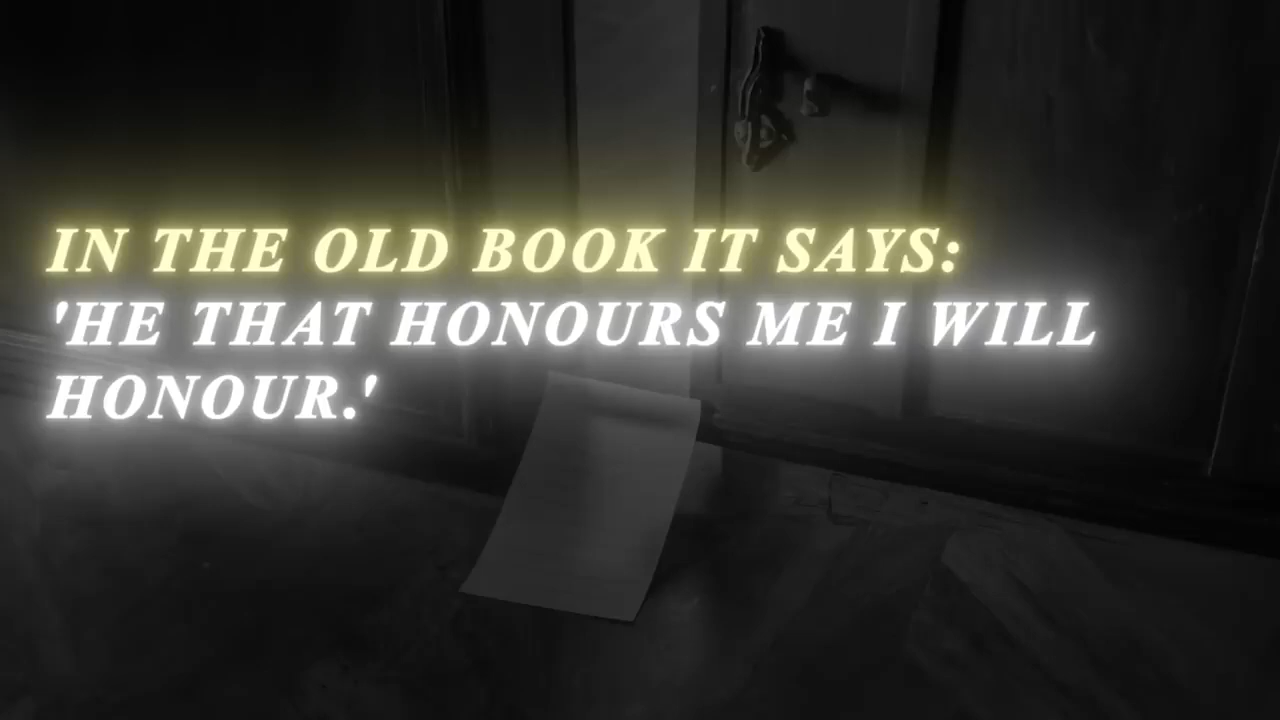 IN THE OLD BOOK IT SAYS:
'HE THAT HONOURS ME I WILL
HONOUR.'